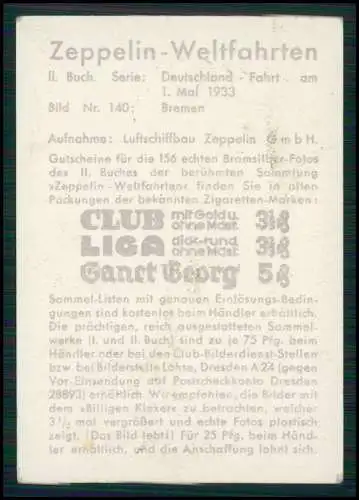 Zeppelin-Weltfahrten
II. Buch. Serie: Deutschland-Fahrt am
1. Mai 1933
Bild Nr. 140: Bremen
Aufnahme: Luftschiffbau Zeppelin GmbH.
Gutscheine für die 156 echten Bromsilber-Fotos
des II. Buches der berühmten Sammlung
»Zeppelin-Weltfahrten« finden Sie in allen
Packungen der bekannten Zigaretten-Marken:
CLUB mit Gold u. ohne Mdst. 3⅓ ₰
LIGA dick-rund ohne Mdst. 3⅓ ₰
Sanct Georg 5 ₰
Sammel-Listen mit genauen Einlösungs-Bedin-
gungen sind kostenlos beim Händler erhältlich.
Die prächtigen, reich ausgestatteten Sammel-
werke (I. und II. Buch) sind zu je 75 Pfg. beim
Händler oder bei den Club-Bilderdienst-Stellen
bzw bei Bilderstelle Lohse, Dresden A 24 (gegen
Vor-Einsendung auf Postscheckkonto Dresden
28893) erhältlich Wir empfehlen, die Bilder mit
dem »Billigen Klaxer« zu betrachten, welcher
3½ mal vergrößert und echte Fotos plastisch
zeigt. (Das Bild lebt!) Für 25 Pfg. beim Händ-
ler erhältlich, und die Anschaffung lohnt sich.